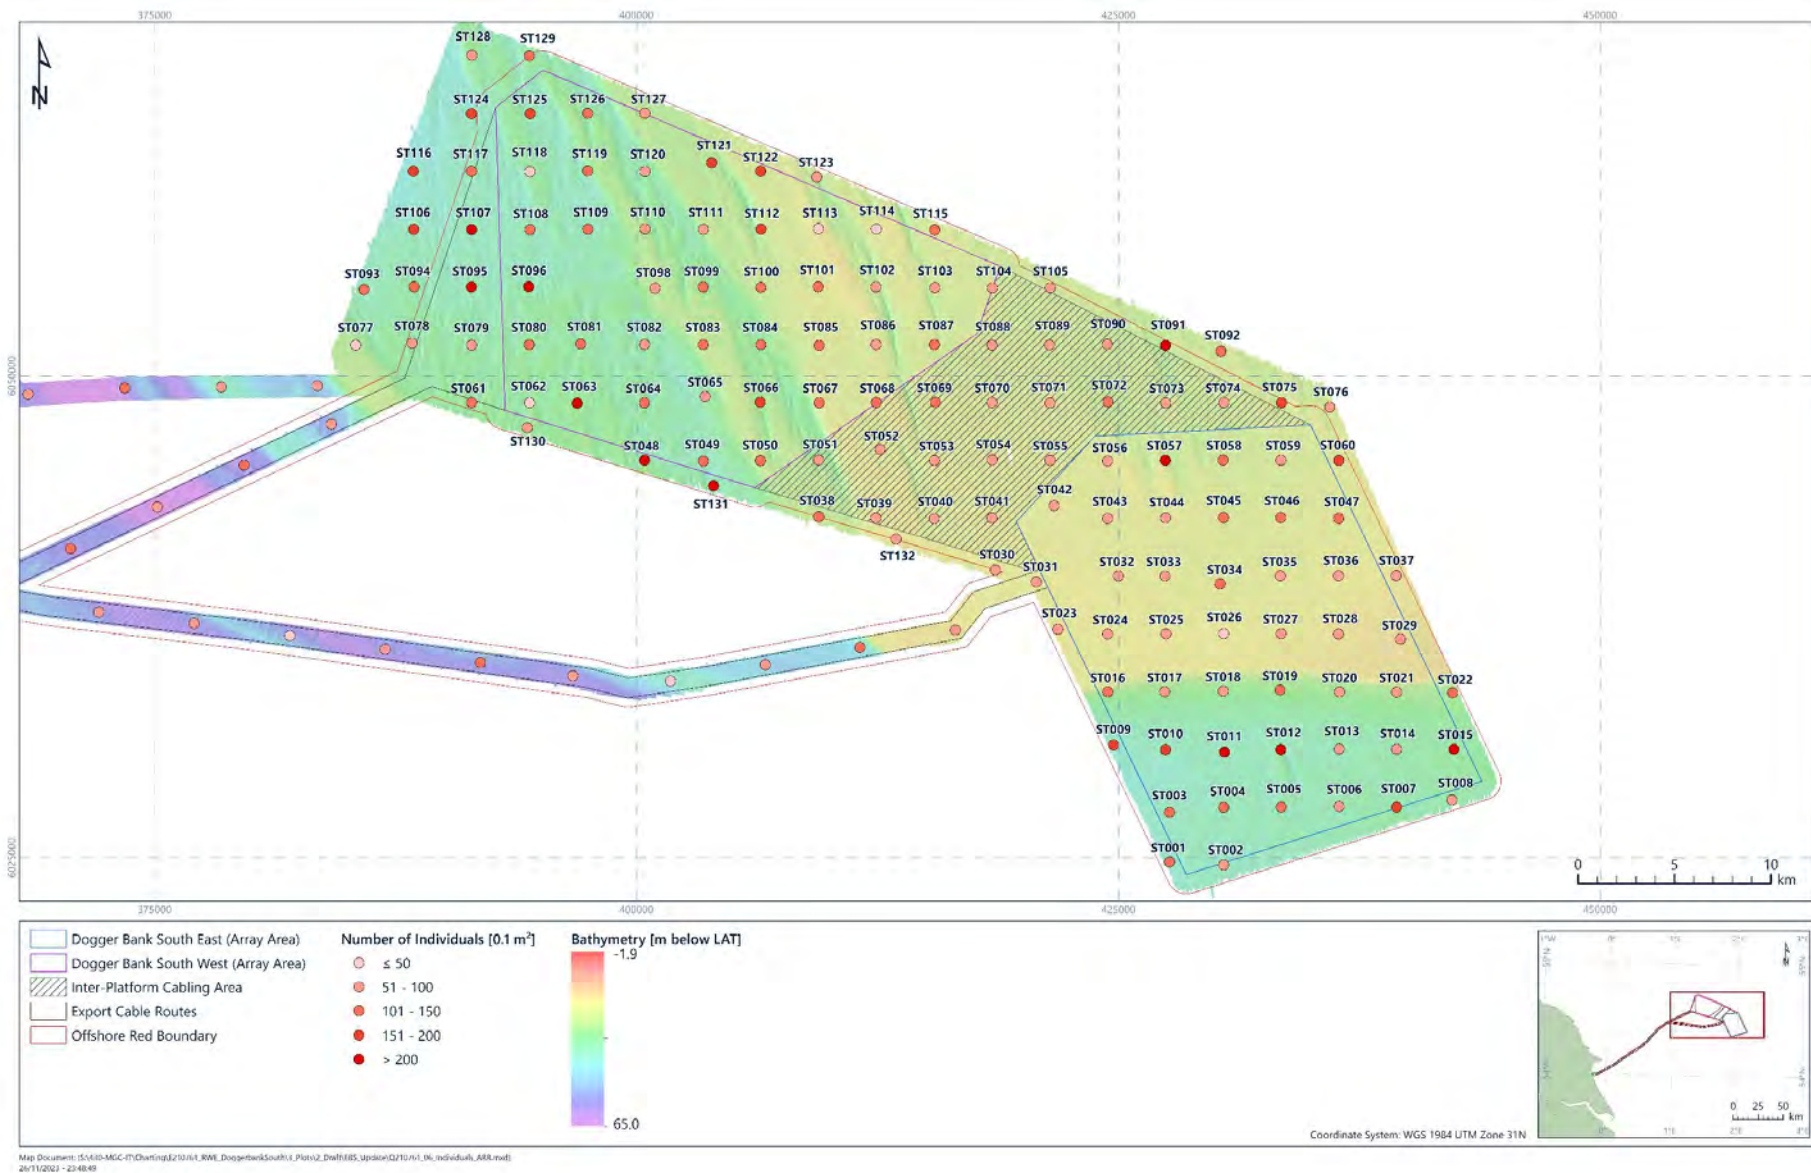 375000 400000 425000 450000
N
ST128 ST129
ST124 ST125 ST126 ST127
ST116 ST117 ST118 ST119 ST120 ST121 ST122 ST123
ST106 ST107 ST108 ST109 ST110 ST111 ST112 ST113 ST114 ST115
ST093 ST094 ST095 ST096 ST098 ST099 ST100 ST101 ST102 ST103 ST104 ST105
ST077 ST078 ST079 ST080 ST081 ST082 ST083 ST084 ST085 ST086 ST087 ST088 ST089 ST090 ST091 ST092
6050000
ST061 ST062 ST063 ST064 ST065 ST066 ST067 ST068 ST069 ST070 ST071 ST072 ST073 ST074 ST075 ST076
ST130 ST048 ST049 ST050 ST051 ST052 ST053 ST054 ST055 ST056 ST057 ST058 ST059 ST060
ST131 ST038 ST039 ST040 ST041 ST042 ST043 ST044 ST045 ST046 ST047
ST132 ST030 ST031 ST032 ST033 ST034 ST035 ST036 ST037
ST023 ST024 ST025 ST026 ST027 ST028 ST029
ST016 ST017 ST018 ST019 ST020 ST021 ST022
ST009 ST010 ST011 ST012 ST013 ST014 ST015
ST003 ST004 ST005 ST006 ST007 ST008
ST001 ST002
6025000
0 5 10
km
375000 400000 425000 450000
Dogger Bank South East (Array Area)
Dogger Bank South West (Array Area)
Inter-Platform Cabling Area
Export Cable Routes
Offshore Red Boundary
Number of Individuals [0.1 m²]
≤ 50
51 - 100
101 - 150
151 - 200
> 200
Bathymetry [m below LAT]
-1.9
65.0
0 25 50
km
Coordinate System: WGS 1984 UTM Zone 31N
26/11/2023 - 23:48:49